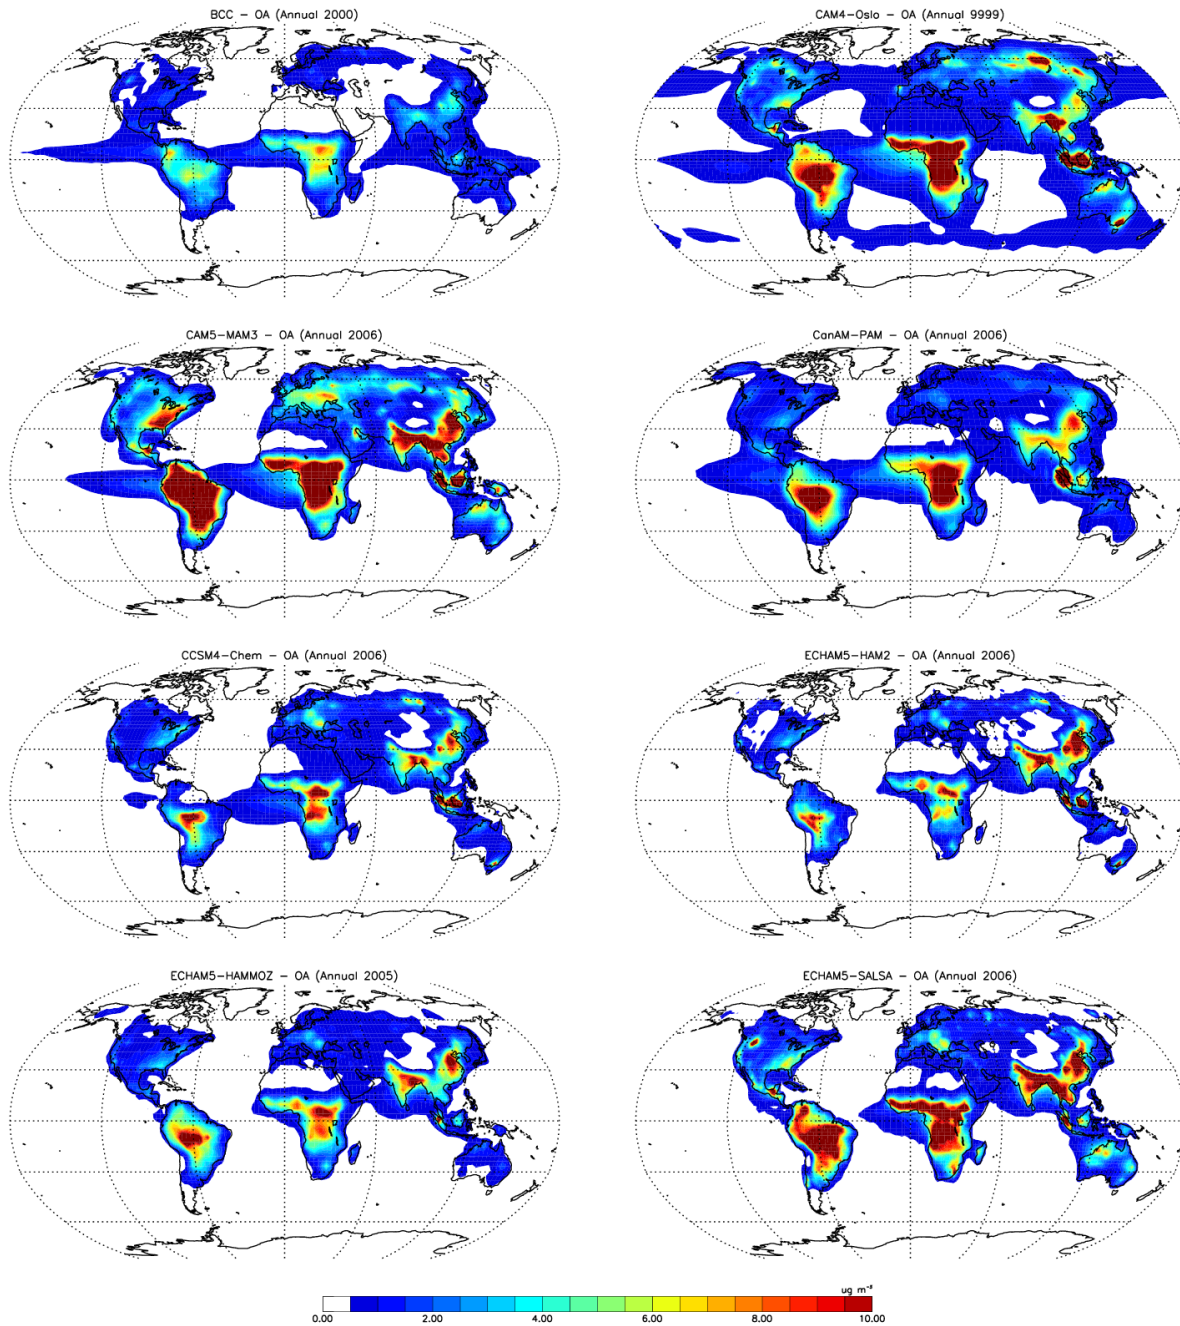 BCC - OA (Annual 2000)
CAM4-Oslo - OA (Annual 9999)
CAM5-MAM3 - OA (Annual 2006)
CanAM-PAM - OA (Annual 2006)
CCSM4-Chem - OA (Annual 2006)
ECHAM5-HAM2 - OA (Annual 2006)
ECHAM5-HAMMOZ - OA (Annual 2005)
ECHAM5-SALSA - OA (Annual 2006)
ug m⁻³
0.00 2.00 4.00 6.00 8.00 10.00